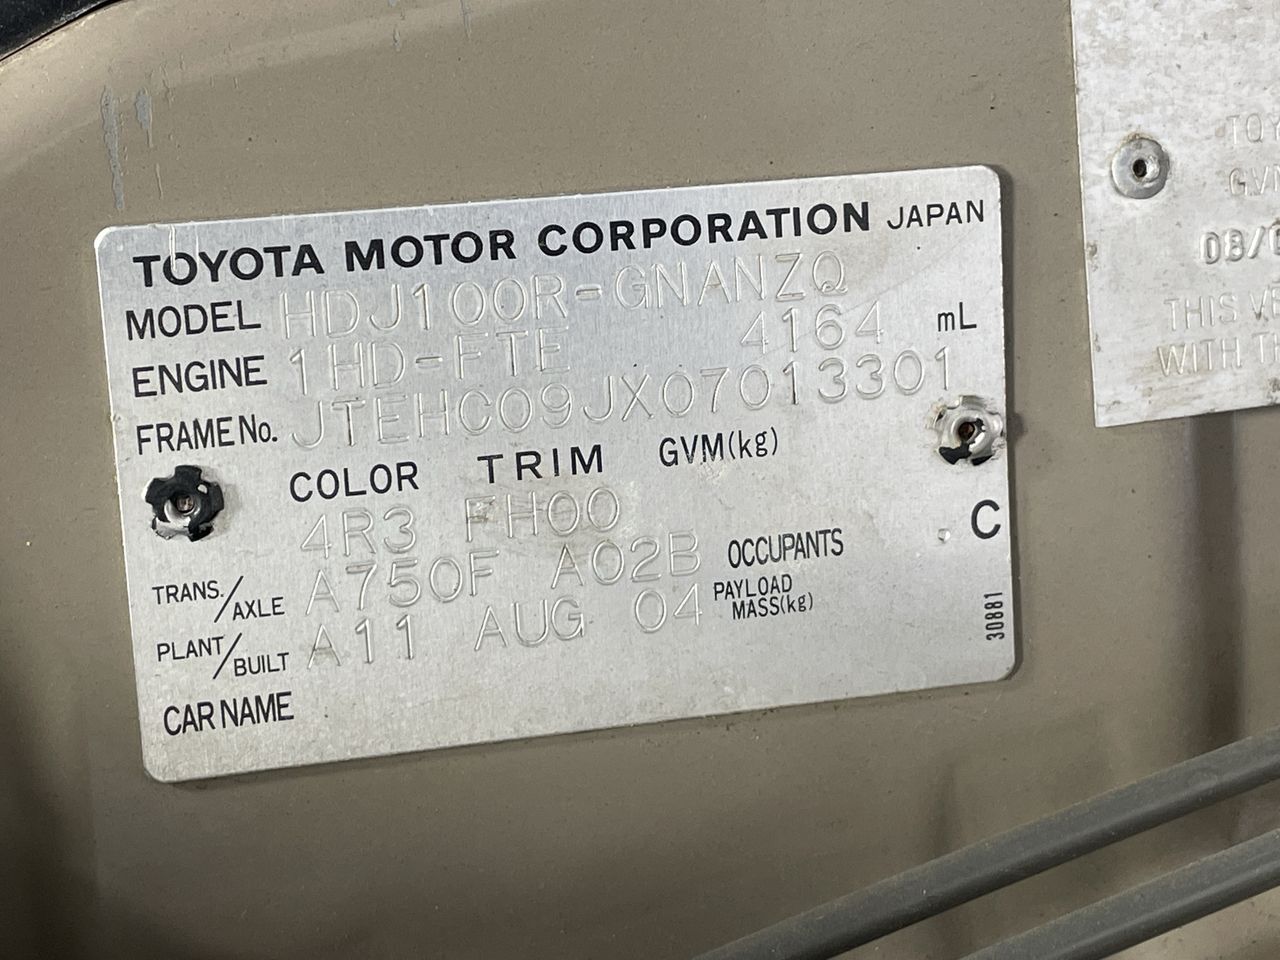 TOYOTA MOTOR CORPORATION JAPAN
MODEL HDJ100R-GNANZQ
ENGINE 1HD-FTE 4164 mL
FRAME No. JTEHC09JX07013301
COLOR TRIM GVM(kg)
4R3 FH00 C
TRANS./AXLE A750F A02B OCCUPANTS
PLANT/BUILT A11 AUG 04 PAYLOAD MASS(kg)
CAR NAME
30881
GVM
08/
THIS
WITH